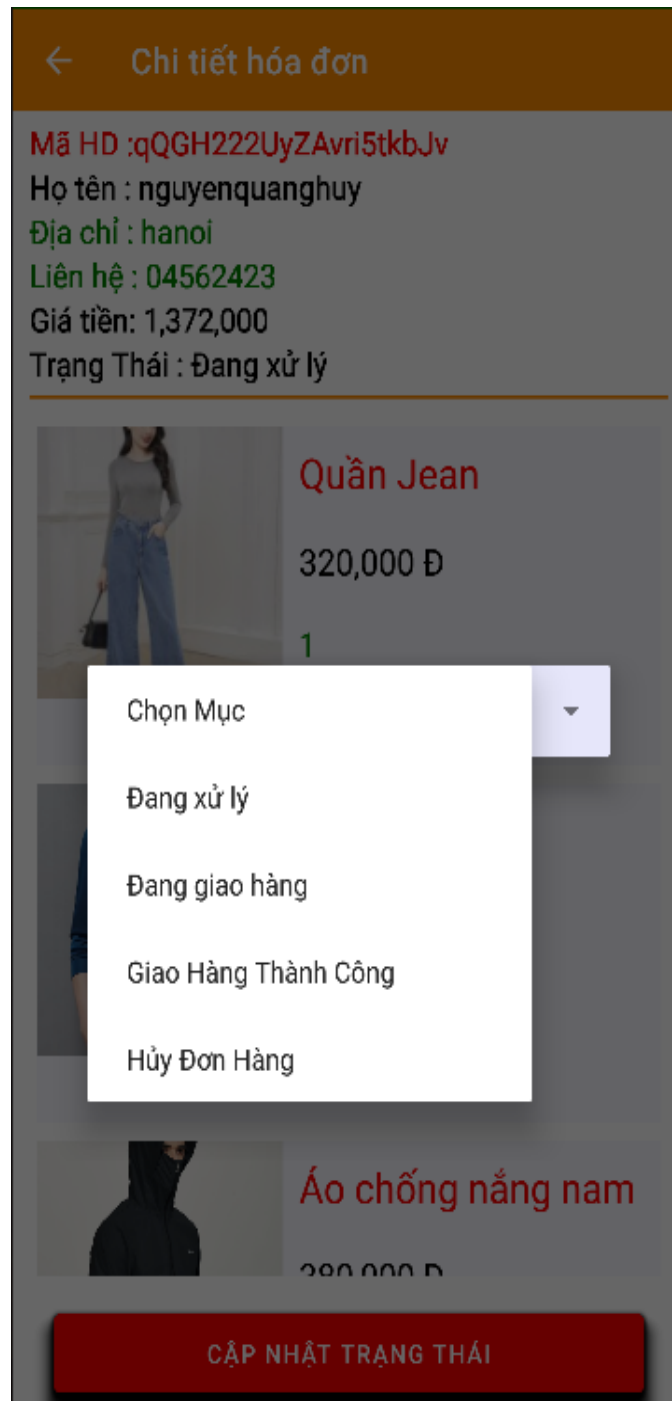 Chi tiết hóa đơn
Mã HD :qQGH222UyZAvri5tkbJv
Họ tên : nguyenquanghuy
Địa chỉ : hanoi
Liên hệ : 04562423
Giá tiền: 1,372,000
Trạng Thái : Đang xử lý
Quần Jean
320,000 Đ
1
Chọn Mục
Đang xử lý
Đang giao hàng
Giao Hàng Thành Công
Hủy Đơn Hàng
Áo chống nắng nam
380,000 Đ
CẬP NHẬT TRẠNG THÁI